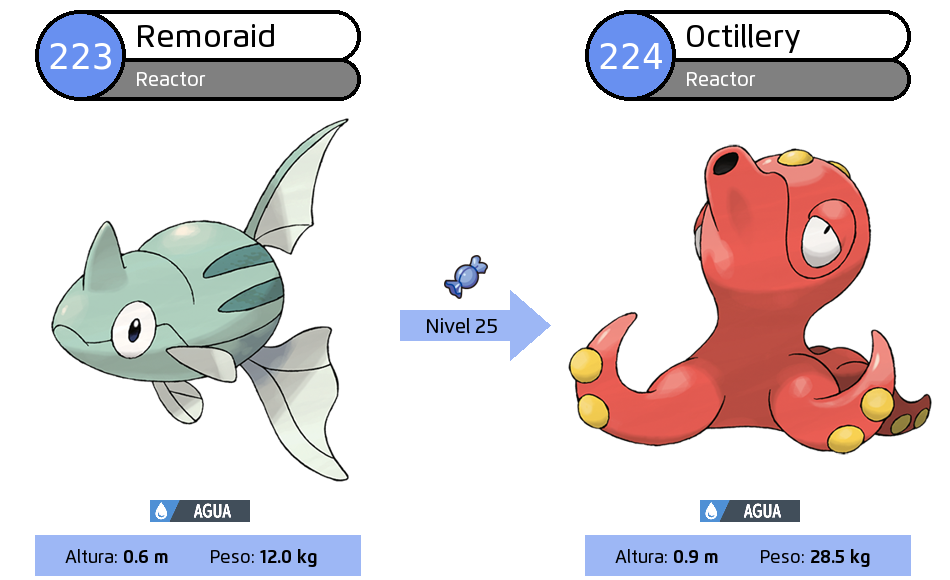 223
Remoraid
Reactor
224
Octillery
Reactor
Nivel 25
AGUA
AGUA
Altura: 0.6 m Peso: 12.0 kg
Altura: 0.9 m Peso: 28.5 kg